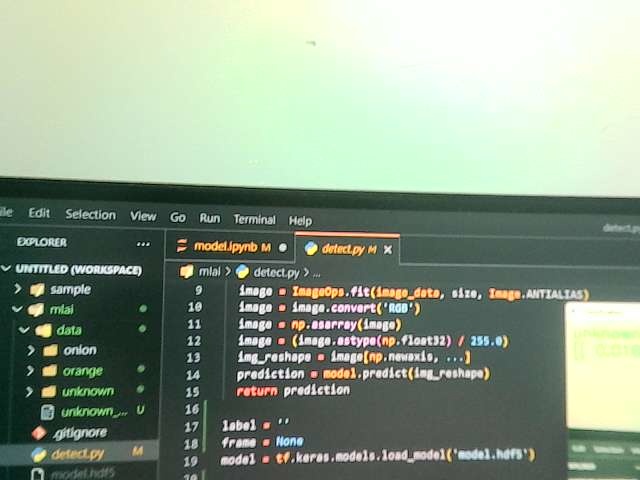 ile Edit Selection View Go Run Terminal Help
detect.py
EXPLORER ...
model.ipynb M
detect.py M
UNTITLED (WORKSPACE)
mlai > detect.py > ...
sample
mlai
data
onion
orange
unknown
unknown_... U
.gitignore
detect.py M
model.hdf5
9 image = ImageOps.fit(image_data, size, Image.ANTIALIAS)
10 image = image.convert('RGB')
11 image = np.asarray(image)
12 image = (image.astype(np.float32) / 255.0)
13 img_reshape = image[np.newaxis, ...]
14 prediction = model.predict(img_reshape)
15 return prediction
16
17 label = ''
18 frame = None
19 model = tf.keras.models.load_model('model.hdf5')